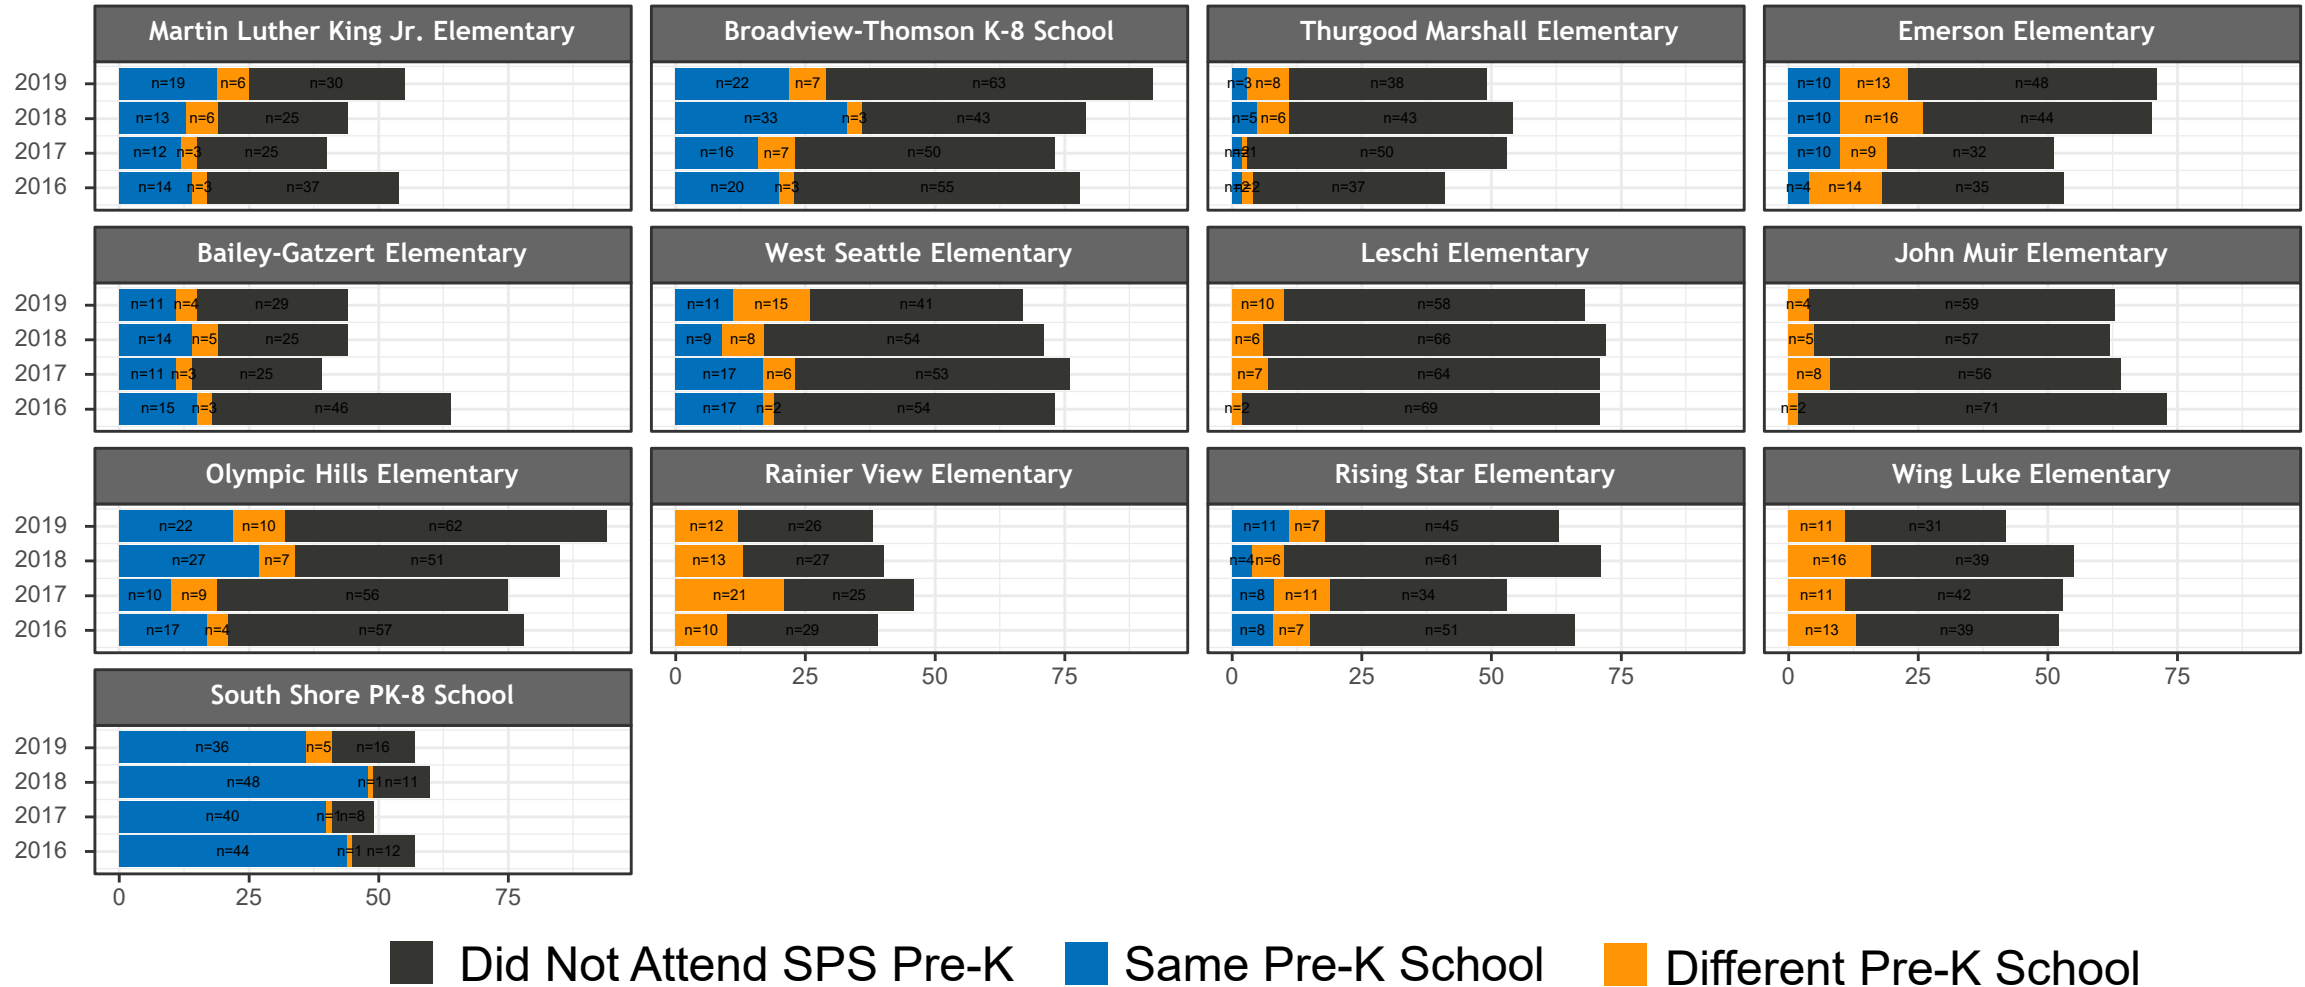 Martin Luther King Jr. Elementary
2019 n=19 n=6 n=30
2018 n=13 n=6 n=25
2017 n=12 n=3 n=25
2016 n=14 n=3 n=37
Broadview-Thomson K-8 School
n=22 n=7 n=63
n=33 n=3 n=43
n=16 n=7 n=50
n=20 n=3 n=55
Thurgood Marshall Elementary
n=3 n=8 n=38
n=5 n=6 n=43
n=2 n=1 n=50
n=2 n=2 n=37
Emerson Elementary
n=10 n=13 n=48
n=10 n=16 n=44
n=10 n=9 n=32
n=4 n=14 n=35
Bailey-Gatzert Elementary
2019 n=11 n=4 n=29
2018 n=14 n=5 n=25
2017 n=11 n=3 n=25
2016 n=15 n=3 n=46
West Seattle Elementary
n=11 n=15 n=41
n=9 n=8 n=54
n=17 n=6 n=53
n=17 n=2 n=54
Leschi Elementary
n=10 n=58
n=6 n=66
n=7 n=64
n=2 n=69
John Muir Elementary
n=4 n=59
n=5 n=57
n=8 n=56
n=2 n=71
Olympic Hills Elementary
2019 n=22 n=10 n=62
2018 n=27 n=7 n=51
2017 n=10 n=9 n=56
2016 n=17 n=4 n=57
Rainier View Elementary
n=12 n=26
n=13 n=27
n=21 n=25
n=10 n=29
0 25 50 75
Rising Star Elementary
n=11 n=7 n=45
n=4 n=6 n=61
n=8 n=11 n=34
n=8 n=7 n=51
0 25 50 75
Wing Luke Elementary
n=11 n=31
n=16 n=39
n=11 n=42
n=13 n=39
0 25 50 75
South Shore PK-8 School
2019 n=36 n=5 n=16
2018 n=48 n=1 n=11
2017 n=40 n=1 n=8
2016 n=44 n=1 n=12
0 25 50 75
Did Not Attend SPS Pre-K Same Pre-K School Different Pre-K School